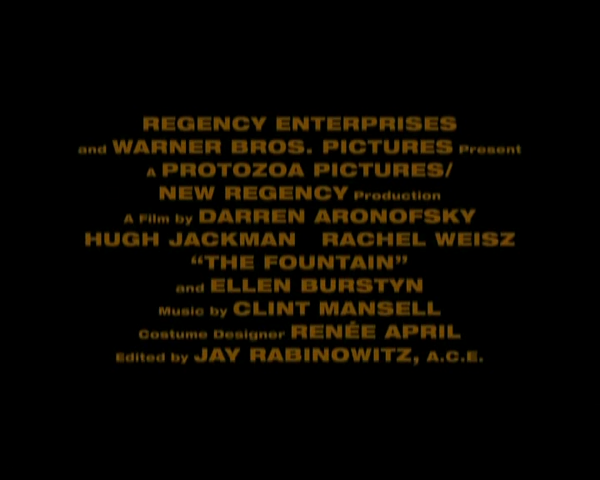 REGENCY ENTERPRISES
and WARNER BROS. PICTURES Present
A PROTOZOA PICTURES/
NEW REGENCY Production
A Film by DARREN ARONOFSKY
HUGH JACKMAN RACHEL WEISZ
“THE FOUNTAIN”
and ELLEN BURSTYN
Music by CLINT MANSELL
Costume Designer RENÉE APRIL
Edited by JAY RABINOWITZ, A.C.E.